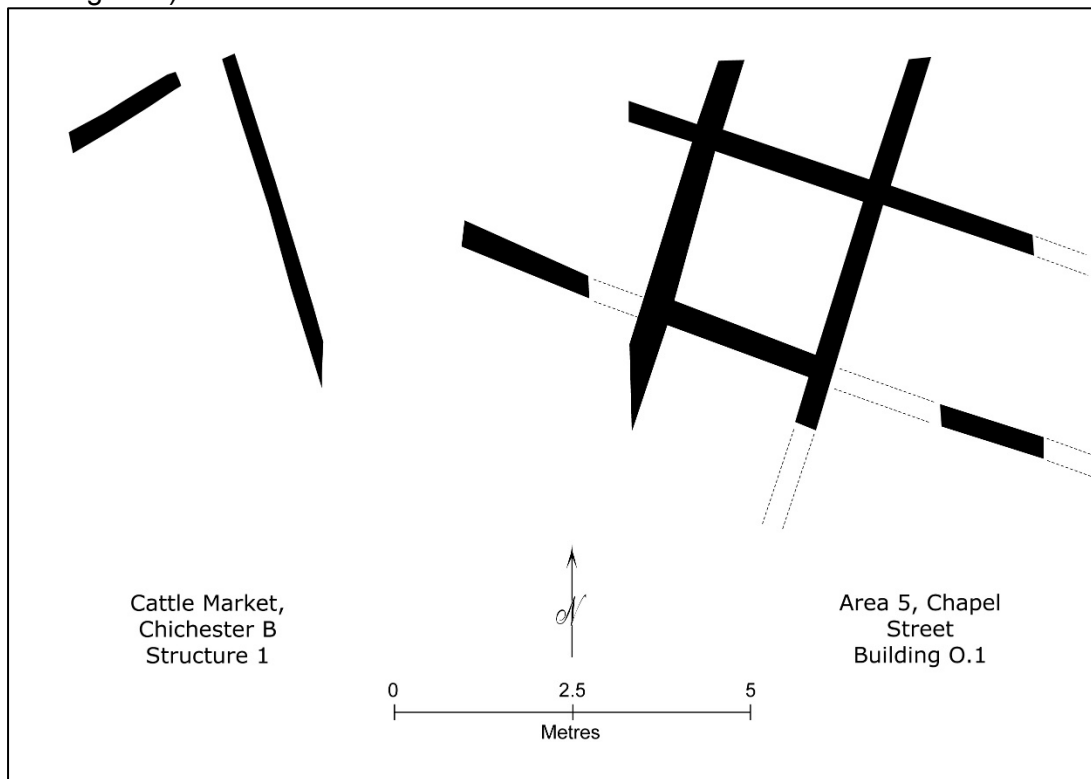 Cattle Market,
Chichester B
Structure 1
N
Area 5, Chapel
Street
Building O.1
0 2.5 5
Metres